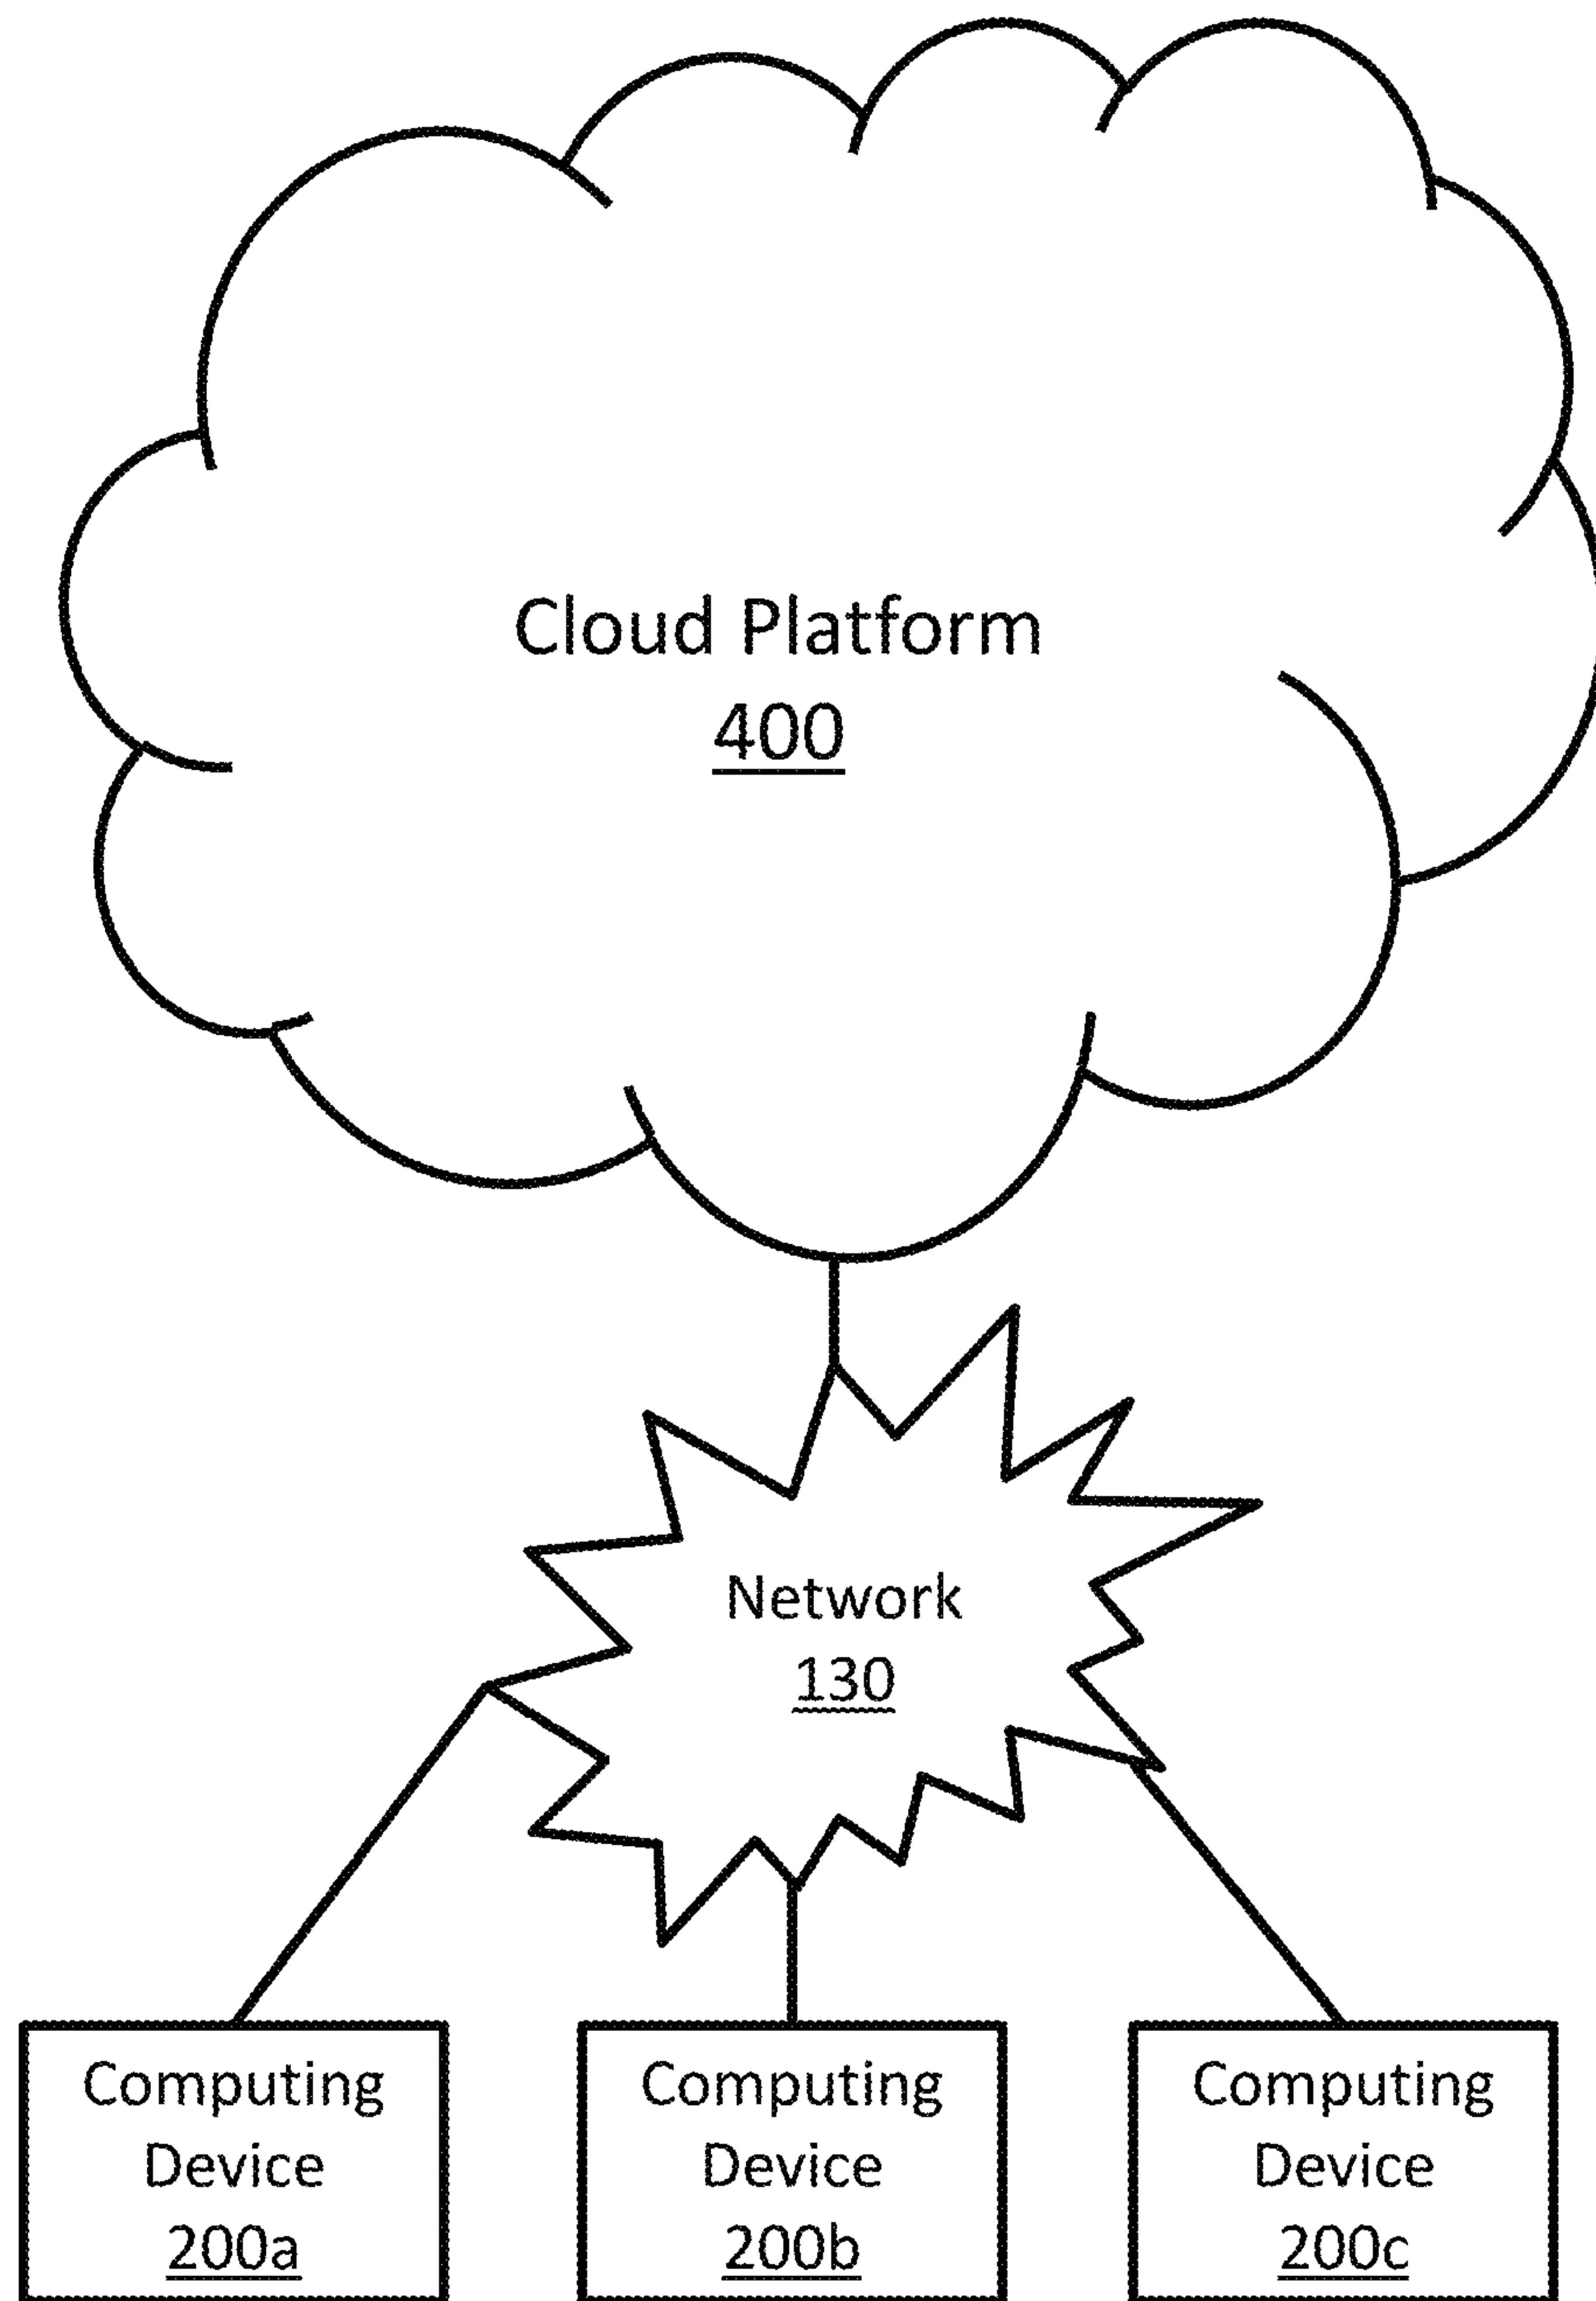 Cloud Platform
400
Network
130
Computing
Device
200a
Computing
Device
200b
Computing
Device
200c